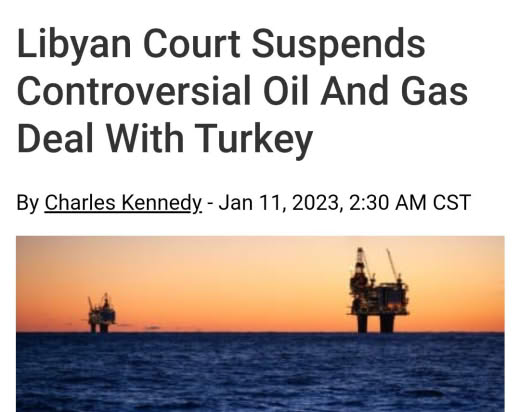 Libyan Court Suspends
Controversial Oil And Gas
Deal With Turkey
By Charles Kennedy - Jan 11, 2023, 2:30 AM CST